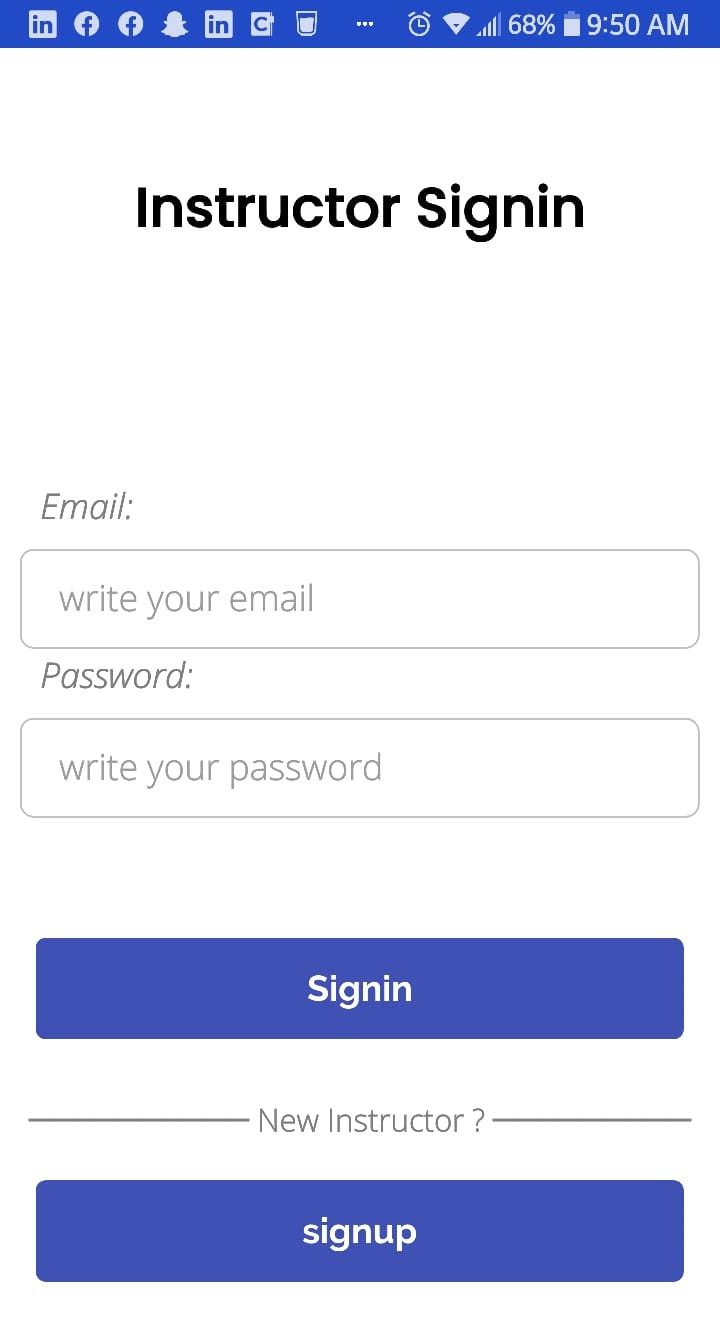 68% 9:50 AM
Instructor Signin
Email:
write your email
Password:
write your password
Signin
New Instructor ?
signup